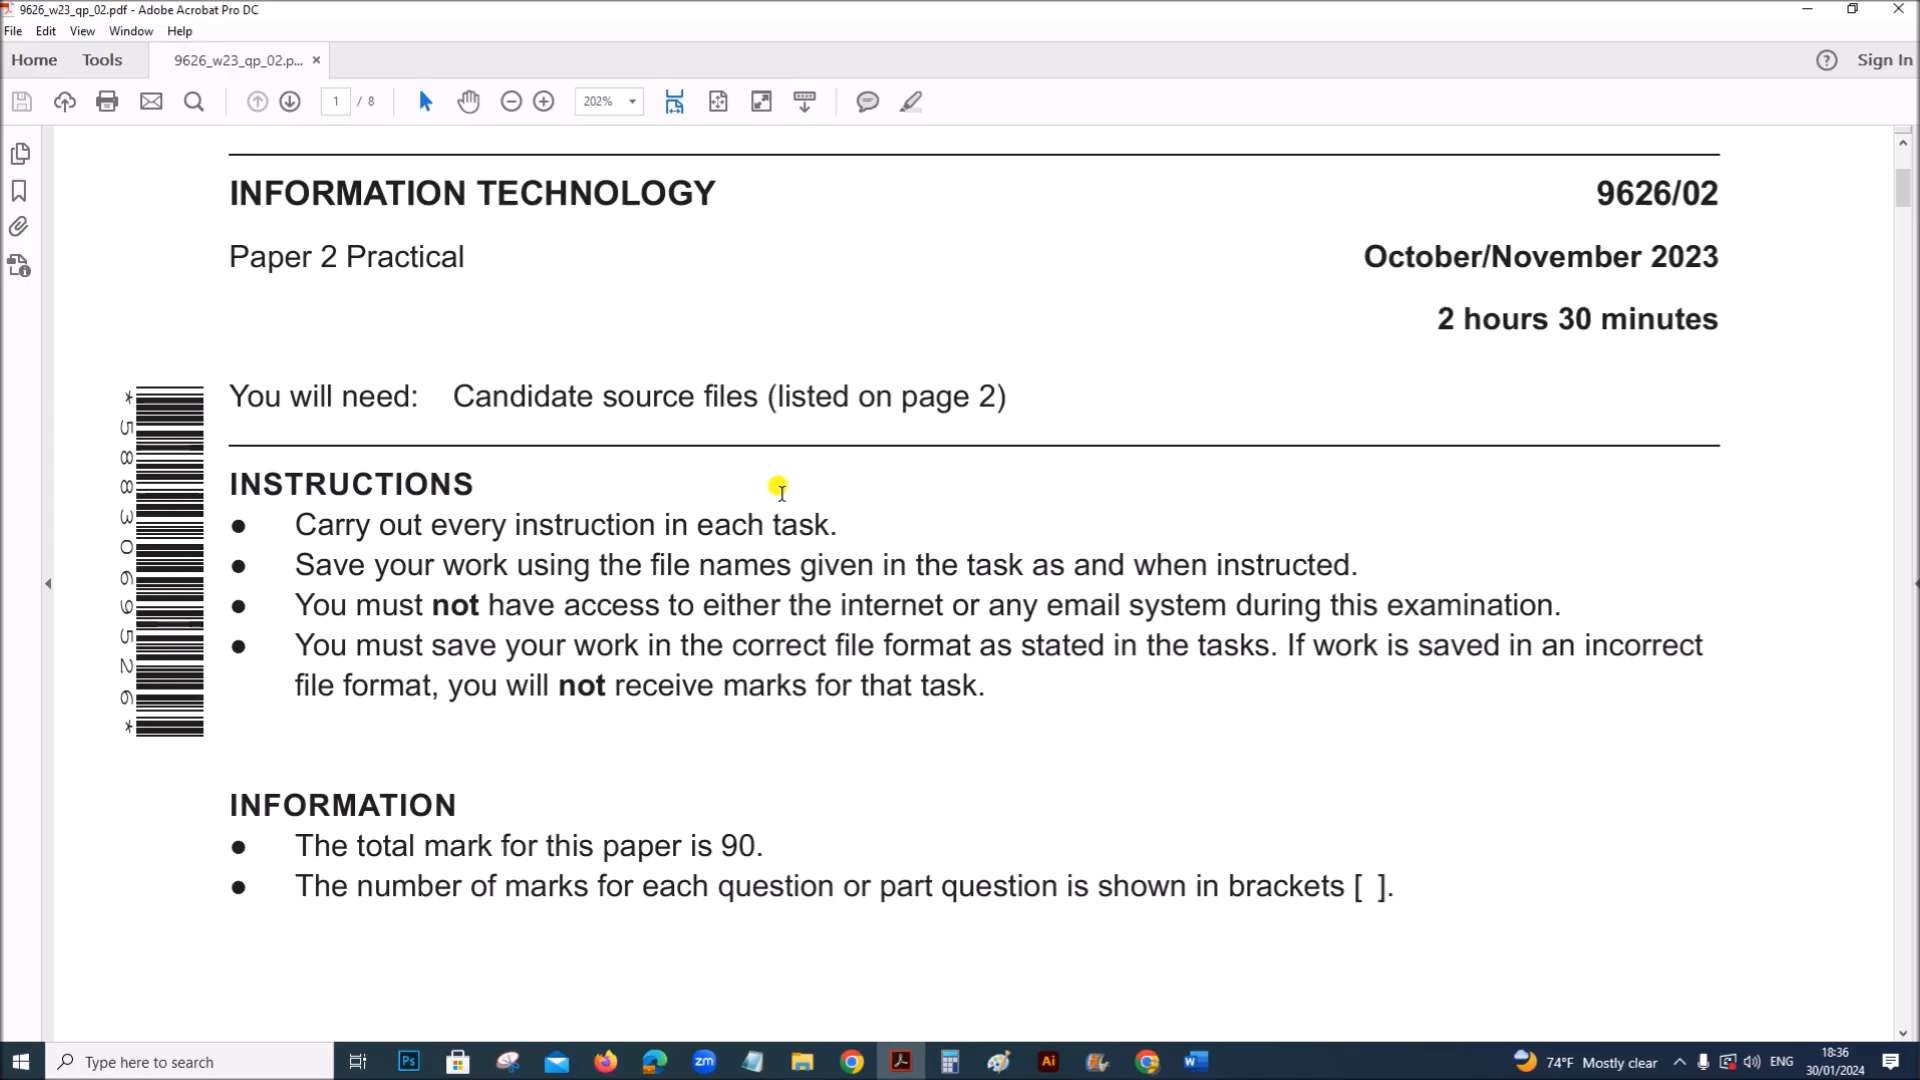 9626_w23_qp_02.pdf - Adobe Acrobat Pro DC
File Edit View Window Help
Home Tools 9626_w23_qp_02.p... × Sign In
1 / 8 202%
INFORMATION TECHNOLOGY 9626/02
Paper 2 Practical October/November 2023
2 hours 30 minutes
You will need: Candidate source files (listed on page 2)
*5883069526*
INSTRUCTIONS
● Carry out every instruction in each task.
● Save your work using the file names given in the task as and when instructed.
● You must not have access to either the internet or any email system during this examination.
● You must save your work in the correct file format as stated in the tasks. If work is saved in an incorrect
file format, you will not receive marks for that task.
INFORMATION
● The total mark for this paper is 90.
● The number of marks for each question or part question is shown in brackets [ ].
Type here to search Ps zm Ai W 74°F Mostly clear ENG 18:36
30/01/2024